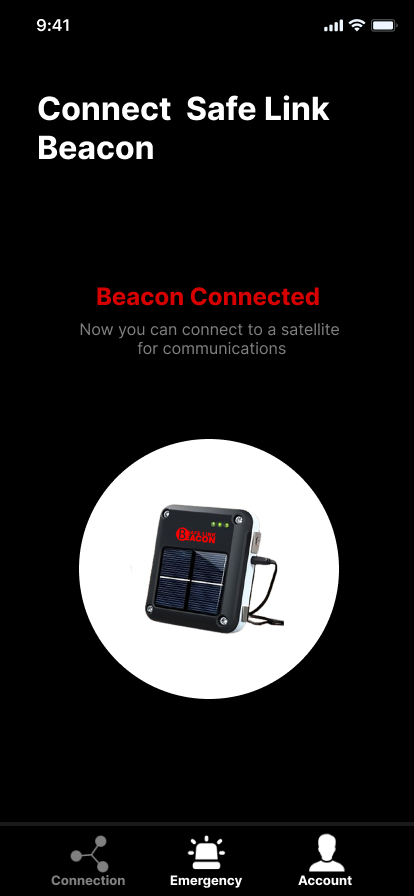 9:41
Connect Safe Link
Beacon
Beacon Connected
Now you can connect to a satellite
for communications
BEACON
Connection
Emergency
Account